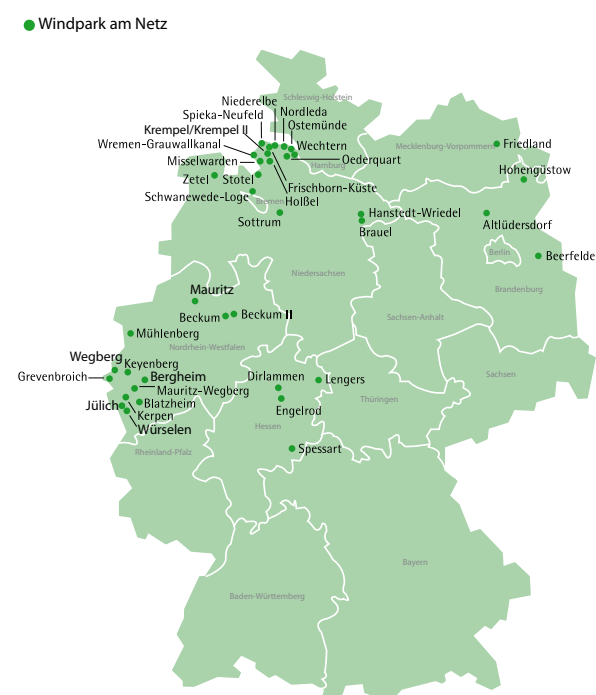 Windpark am Netz
Schleswig-Holstein
Niederelbe
Nordleda
Spieka-Neufeld
Ostemünde
Krempel/Krempel II
Wremen-Grauwallkanal
Wechtern
Misselwarden
Oederquart
Hamburg
Mecklenburg-Vorpommern
Friedland
Hohengüstow
Zetel
Stotel
Frischborn-Küste
Schwanewede-Loge
Holßel
Bremen
Sottrum
Hanstedt-Wriedel
Brauel
Altlüdersdorf
Berlin
Beerfelde
Niedersachsen
Brandenburg
Mauritz
Beckum
Beckum II
Sachsen-Anhalt
Mühlenberg
Nordrhein-Westfalen
Wegberg
Keyenberg
Grevenbroich
Bergheim
Mauritz-Wegberg
Dirlammen
Lengers
Sachsen
Jülich
Blatzheim
Kerpen
Würselen
Engelrod
Thüringen
Hessen
Rheinland-Pfalz
Spessart
Bayern
Baden-Württemberg